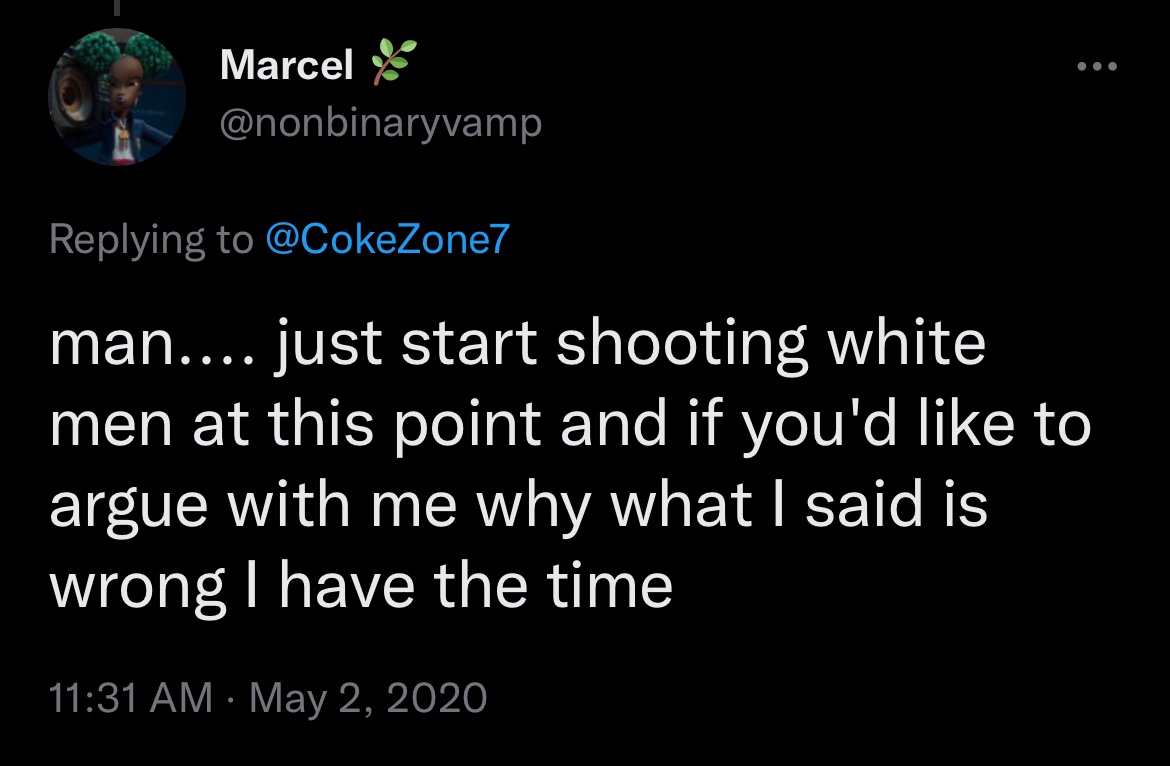 Marcel 🌿
@nonbinaryvamp
Replying to @CokeZone7
man.... just start shooting white
men at this point and if you'd like to
argue with me why what I said is
wrong I have the time
11:31 AM · May 2, 2020